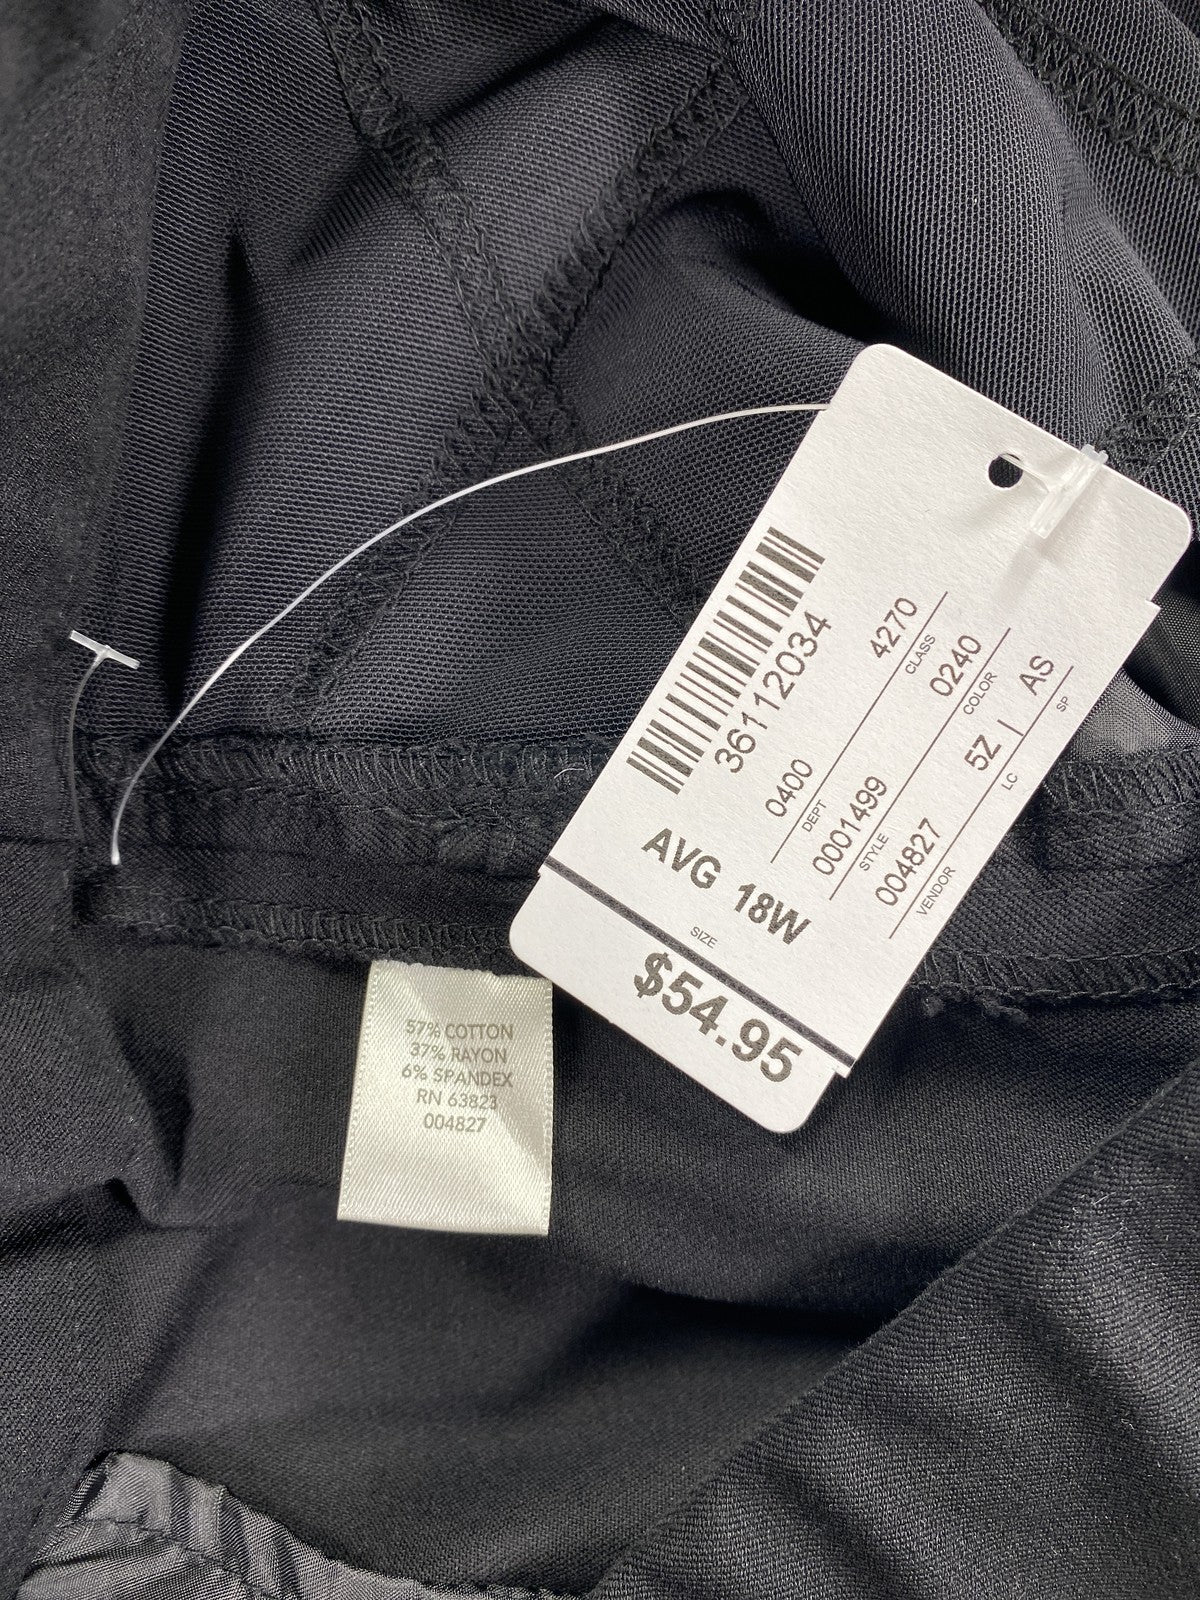 36112034
0400 4270
DEPT CLASS
0001499 0240
STYLE COLOR
004827 5Z | AS
VENDOR LC SP
AVG 18W
SIZE
$54.95
57% COTTON
37% RAYON
6% SPANDEX
RN 63823
004827